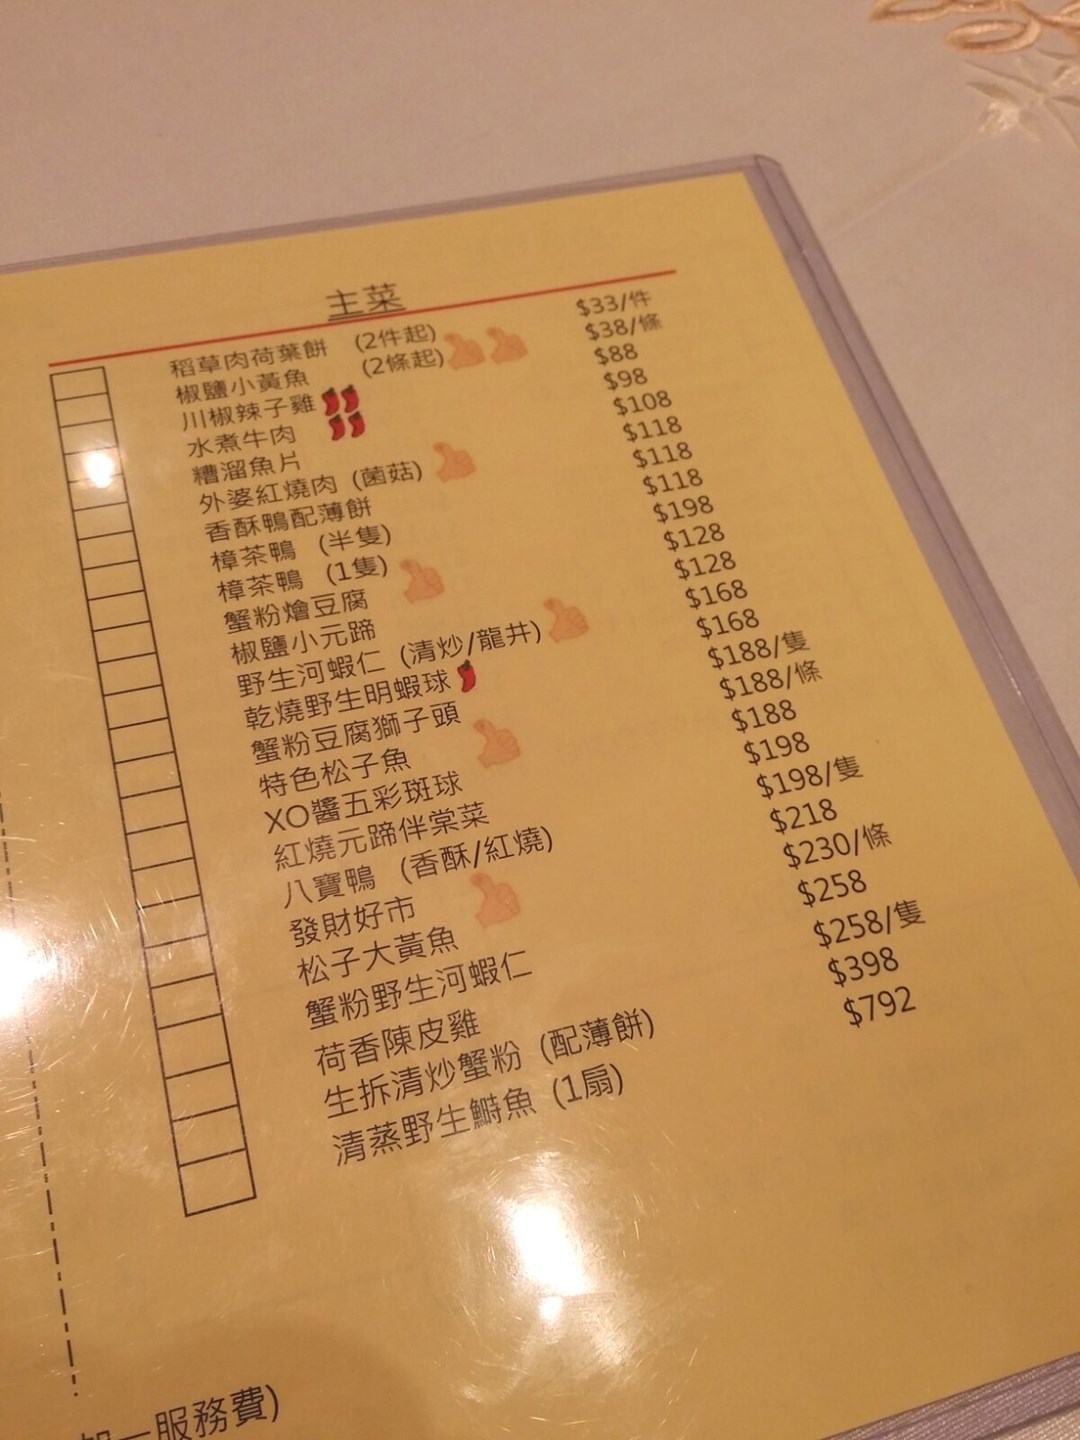 主菜
稻草肉荷葉餅 (2件起) $33/件
椒鹽小黃魚 (2條起) $38/條
川椒辣子雞 $88
水煮牛肉 $98
糟溜魚片 $108
外婆紅燒肉 (菌菇) $118
香酥鴨配薄餅 $118
樟茶鴨 (半隻) $118
樟茶鴨 (1隻) $198
蟹粉燴豆腐 $128
椒鹽小元蹄 $128
野生河蝦仁 (清炒/龍井) $168
乾燒野生明蝦球 $168
蟹粉豆腐獅子頭 $188/隻
特色松子魚 $188/條
XO醬五彩斑球 $188
紅燒元蹄伴棠菜 $198
八寶鴨 (香酥/紅燒) $198/隻
發財好市 $218
松子大黃魚 $230/條
蟹粉野生河蝦仁 $258
荷香陳皮雞 $258/隻
生拆清炒蟹粉 (配薄餅) $398
清蒸野生鰣魚 (1扇) $792
加一服務費)